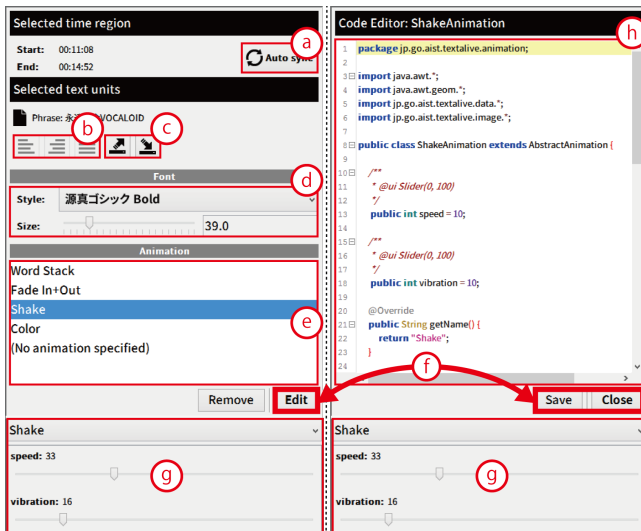 Selected time region
Start: 00:11:08
End: 00:14:52
a
Auto sync
Selected text units
Phrase: 永 VOCALOID
b
c
Font
d
Style: 源真ゴシック Bold
Size: 39.0
Animation
Word Stack
Fade In+Out
Shake
Color
(No animation specified)
e
Remove
Edit
Shake
speed: 33
g
vibration: 16
Code Editor: ShakeAnimation
h
1 package jp.go.aist.textalive.animation;
2
3 import java.awt.*;
4 import java.awt.geom.*;
5 import jp.go.aist.textalive.data.*;
6 import jp.go.aist.textalive.image.*;
7
8 public class ShakeAnimation extends AbstractAnimation {
9
10 /**
11 * @ui Slider(0, 100)
12 */
13 public int speed = 10;
14
15 /**
16 * @ui Slider(0, 100)
17 */
18 public int vibration = 10;
19
20 @Override
21 public String getName() {
22 return "Shake";
23 }
24
f
Save
Close
Shake
speed: 33
g
vibration: 16